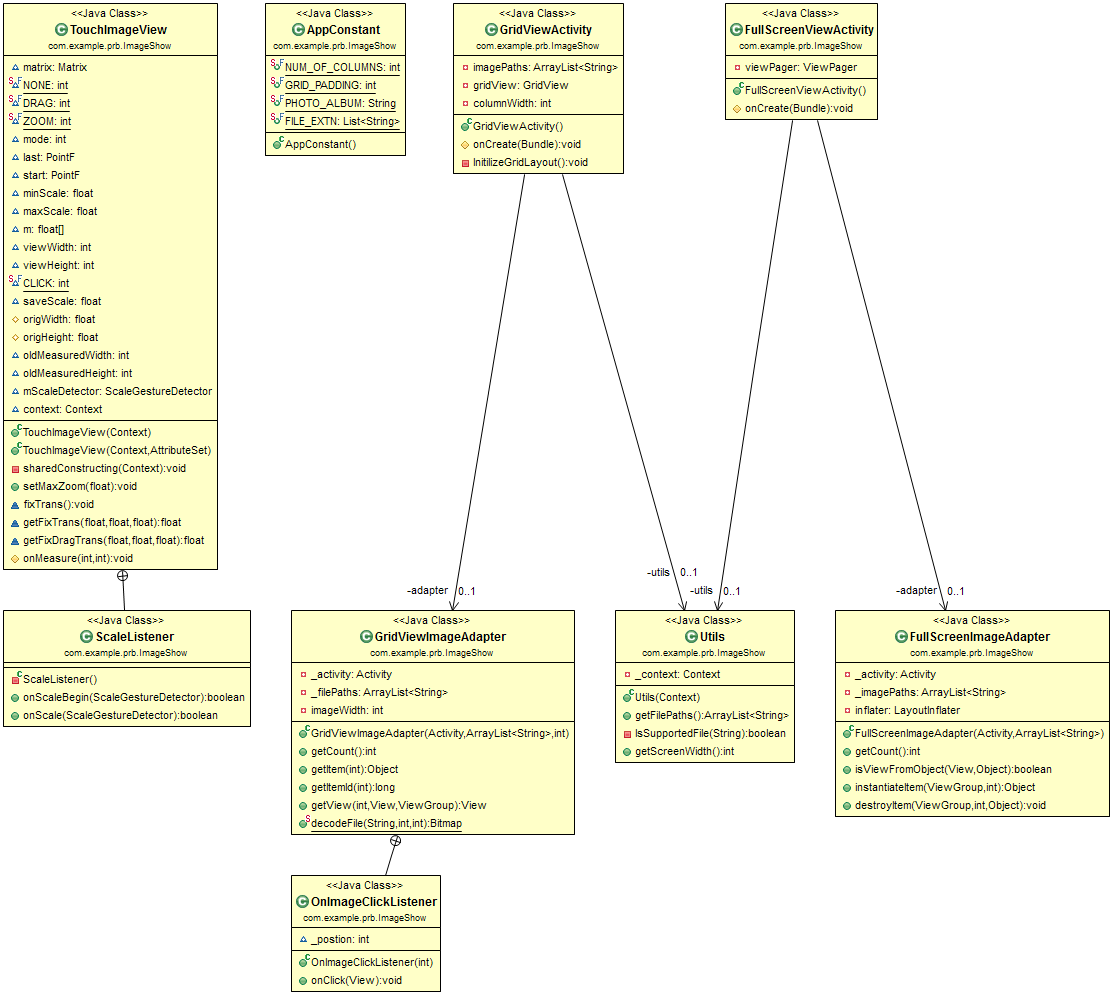 <<Java Class>>
TouchImageView
com.example.prb.ImageShow
matrix: Matrix
NONE: int
DRAG: int
ZOOM: int
mode: int
last: PointF
start: PointF
minScale: float
maxScale: float
m: float[]
viewWidth: int
viewHeight: int
CLICK: int
saveScale: float
origWidth: float
origHeight: float
oldMeasuredWidth: int
oldMeasuredHeight: int
mScaleDetector: ScaleGestureDetector
context: Context
TouchImageView(Context)
TouchImageView(Context,AttributeSet)
sharedConstructing(Context):void
setMaxZoom(float):void
fixTrans():void
getFixTrans(float,float,float):float
getFixDragTrans(float,float,float):float
onMeasure(int,int):void
<<Java Class>>
AppConstant
com.example.prb.ImageShow
NUM_OF_COLUMNS: int
GRID_PADDING: int
PHOTO_ALBUM: String
FILE_EXTN: List<String>
AppConstant()
<<Java Class>>
GridViewActivity
com.example.prb.ImageShow
imagePaths: ArrayList<String>
gridView: GridView
columnWidth: int
GridViewActivity()
onCreate(Bundle):void
InitilizeGridLayout():void
<<Java Class>>
FullScreenViewActivity
com.example.prb.ImageShow
viewPager: ViewPager
FullScreenViewActivity()
onCreate(Bundle):void
-adapter 0..1
-utils 0..1
-utils 0..1
-adapter 0..1
<<Java Class>>
ScaleListener
com.example.prb.ImageShow
ScaleListener()
onScaleBegin(ScaleGestureDetector):boolean
onScale(ScaleGestureDetector):boolean
<<Java Class>>
GridViewImageAdapter
com.example.prb.ImageShow
_activity: Activity
_filePaths: ArrayList<String>
imageWidth: int
GridViewImageAdapter(Activity,ArrayList<String>,int)
getCount():int
getItem(int):Object
getItemId(int):long
getView(int,View,ViewGroup):View
decodeFile(String,int,int):Bitmap
<<Java Class>>
Utils
com.example.prb.ImageShow
_context: Context
Utils(Context)
getFilePaths():ArrayList<String>
IsSupportedFile(String):boolean
getScreenWidth():int
<<Java Class>>
FullScreenImageAdapter
com.example.prb.ImageShow
_activity: Activity
_imagePaths: ArrayList<String>
inflater: LayoutInflater
FullScreenImageAdapter(Activity,ArrayList<String>)
getCount():int
isViewFromObject(View,Object):boolean
instantiateItem(ViewGroup,int):Object
destroyItem(ViewGroup,int,Object):void
<<Java Class>>
OnImageClickListener
com.example.prb.ImageShow
_postion: int
OnImageClickListener(int)
onClick(View):void